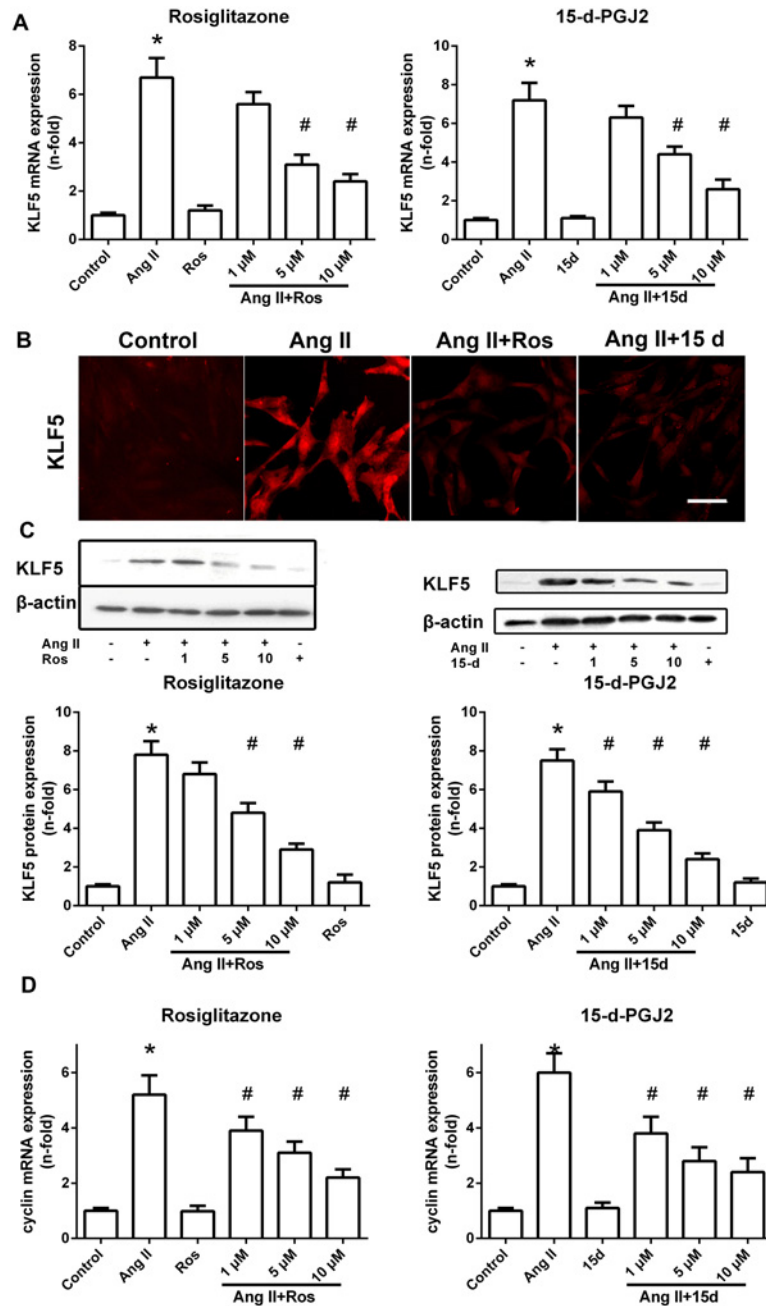 A
Rosiglitazone
15-d-PGJ2
KLF5 mRNA expression
(n-fold)
8
6
4
2
0
*
#
#
Control
Ang II
Ros
1 µM
5 µM
10 µM
Ang II+Ros
KLF5 mRNA expression
(n-fold)
10
8
6
4
2
0
*
#
#
Control
Ang II
15d
1 µM
5 µM
10 µM
Ang II+15d
B
Control
Ang II
Ang II+Ros
Ang II+15 d
KLF5
C
KLF5
β-actin
Ang II - + + + + -
Ros - - 1 5 10 +
KLF5
β-actin
Ang II - + + + + -
15-d - - 1 5 10 +
Rosiglitazone
15-d-PGJ2
KLF5 protein expression
(n-fold)
10
8
6
4
2
0
*
#
#
Control
Ang II
1 µM
5 µM
10 µM
Ros
Ang II+Ros
KLF5 protein expression
(n-fold)
10
8
6
4
2
0
*
#
#
#
Control
Ang II
1 µM
5 µM
10 µM
15d
Ang II+15d
D
Rosiglitazone
15-d-PGJ2
cyclin mRNA expression
(n-fold)
6
4
2
0
*
#
#
#
Control
Ang II
Ros
1 µM
5 µM
10 µM
Ang II+Ros
cyclin mRNA expression
(n-fold)
6
4
2
0
*
#
#
#
Control
Ang II
15d
1 µM
5 µM
10 µM
Ang II+15d